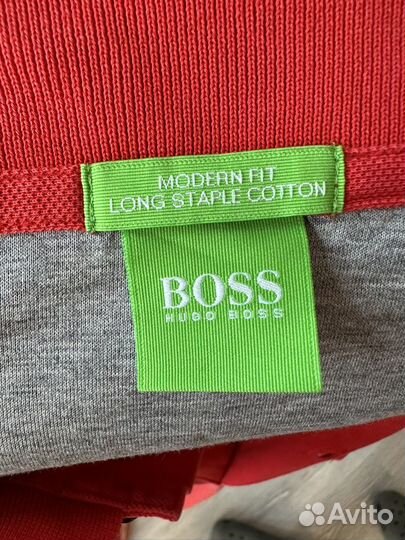 MODERN FIT
LONG STAPLE COTTON
BOSS
HUGO BOSS
Avito